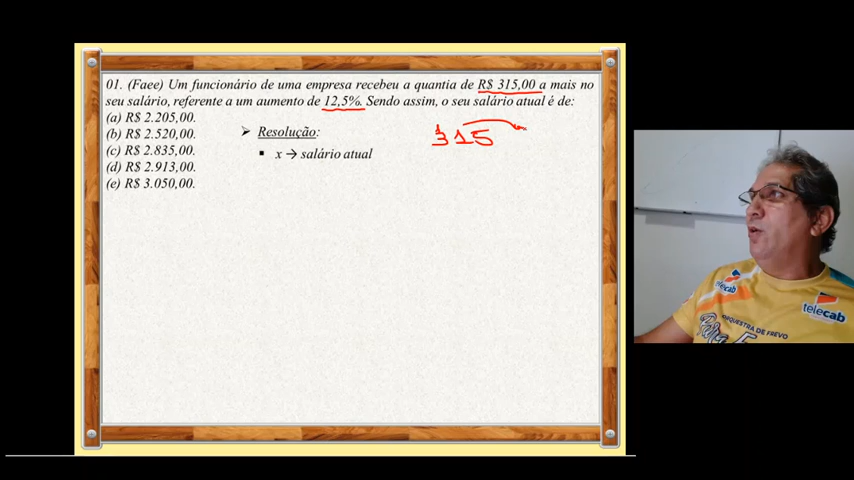 01. (Faee) Um funcionário de uma empresa recebeu a quantia de R$ 315,00 a mais no
seu salário, referente a um aumento de 12,5%. Sendo assim, o seu salário atual é de:
(a) R$ 2.205,00.
(b) R$ 2.520,00.
(c) R$ 2.835,00.
(d) R$ 2.913,00.
(e) R$ 3.050,00.
➢ Resolução:
▪ x → salário atual
315
telecab
ORQUESTRA DE FREVO
telecab